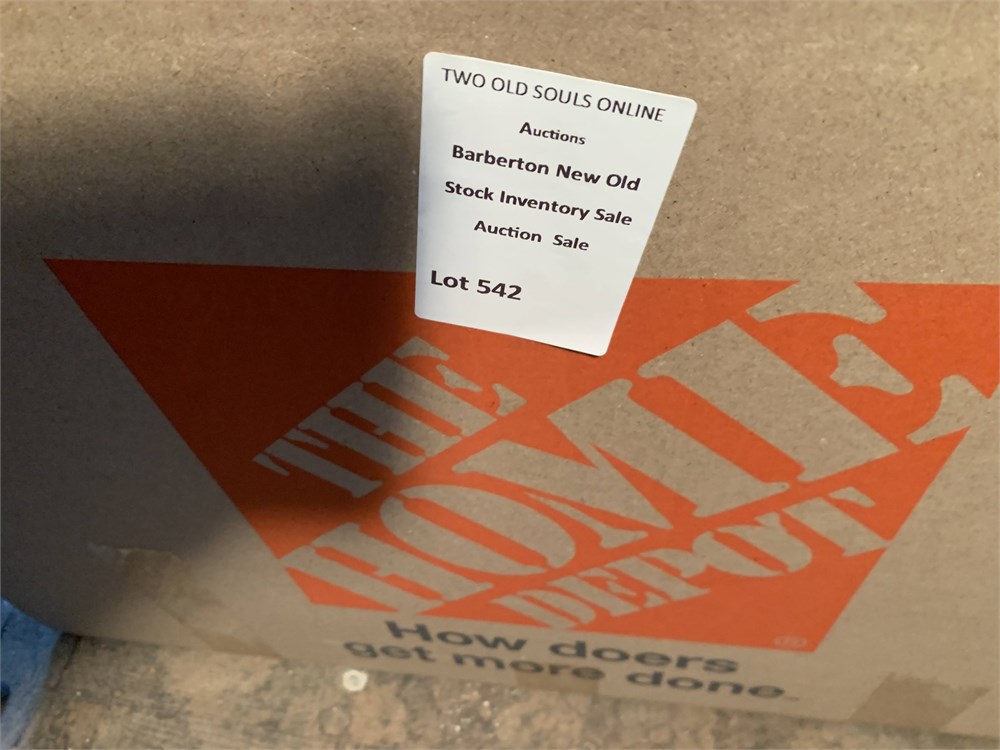 TWO OLD SOULS ONLINE
Auctions
Barberton New Old
Stock Inventory Sale
Auction Sale
Lot 542
THE
HOME
DEPOT
How doers
get more done.